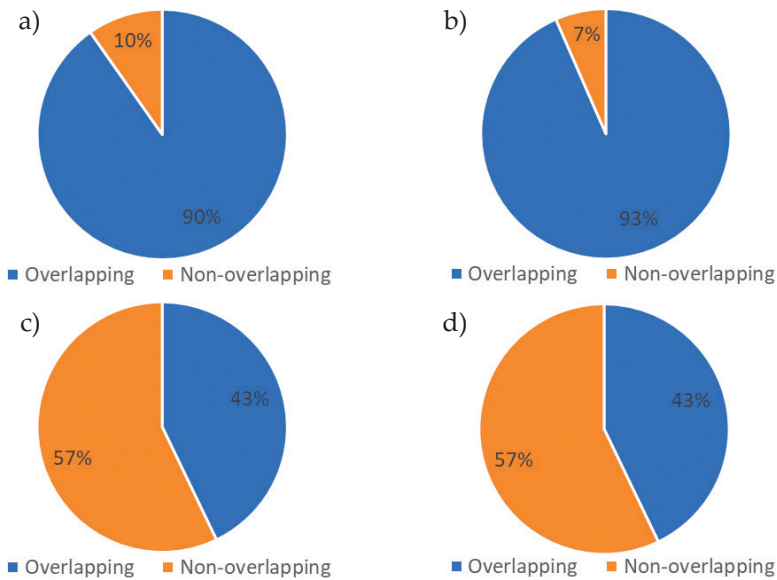 a)
10%
90%
Overlapping Non-overlapping
b)
7%
93%
Overlapping Non-overlapping
c)
43%
57%
Overlapping Non-overlapping
d)
43%
57%
Overlapping Non-overlapping